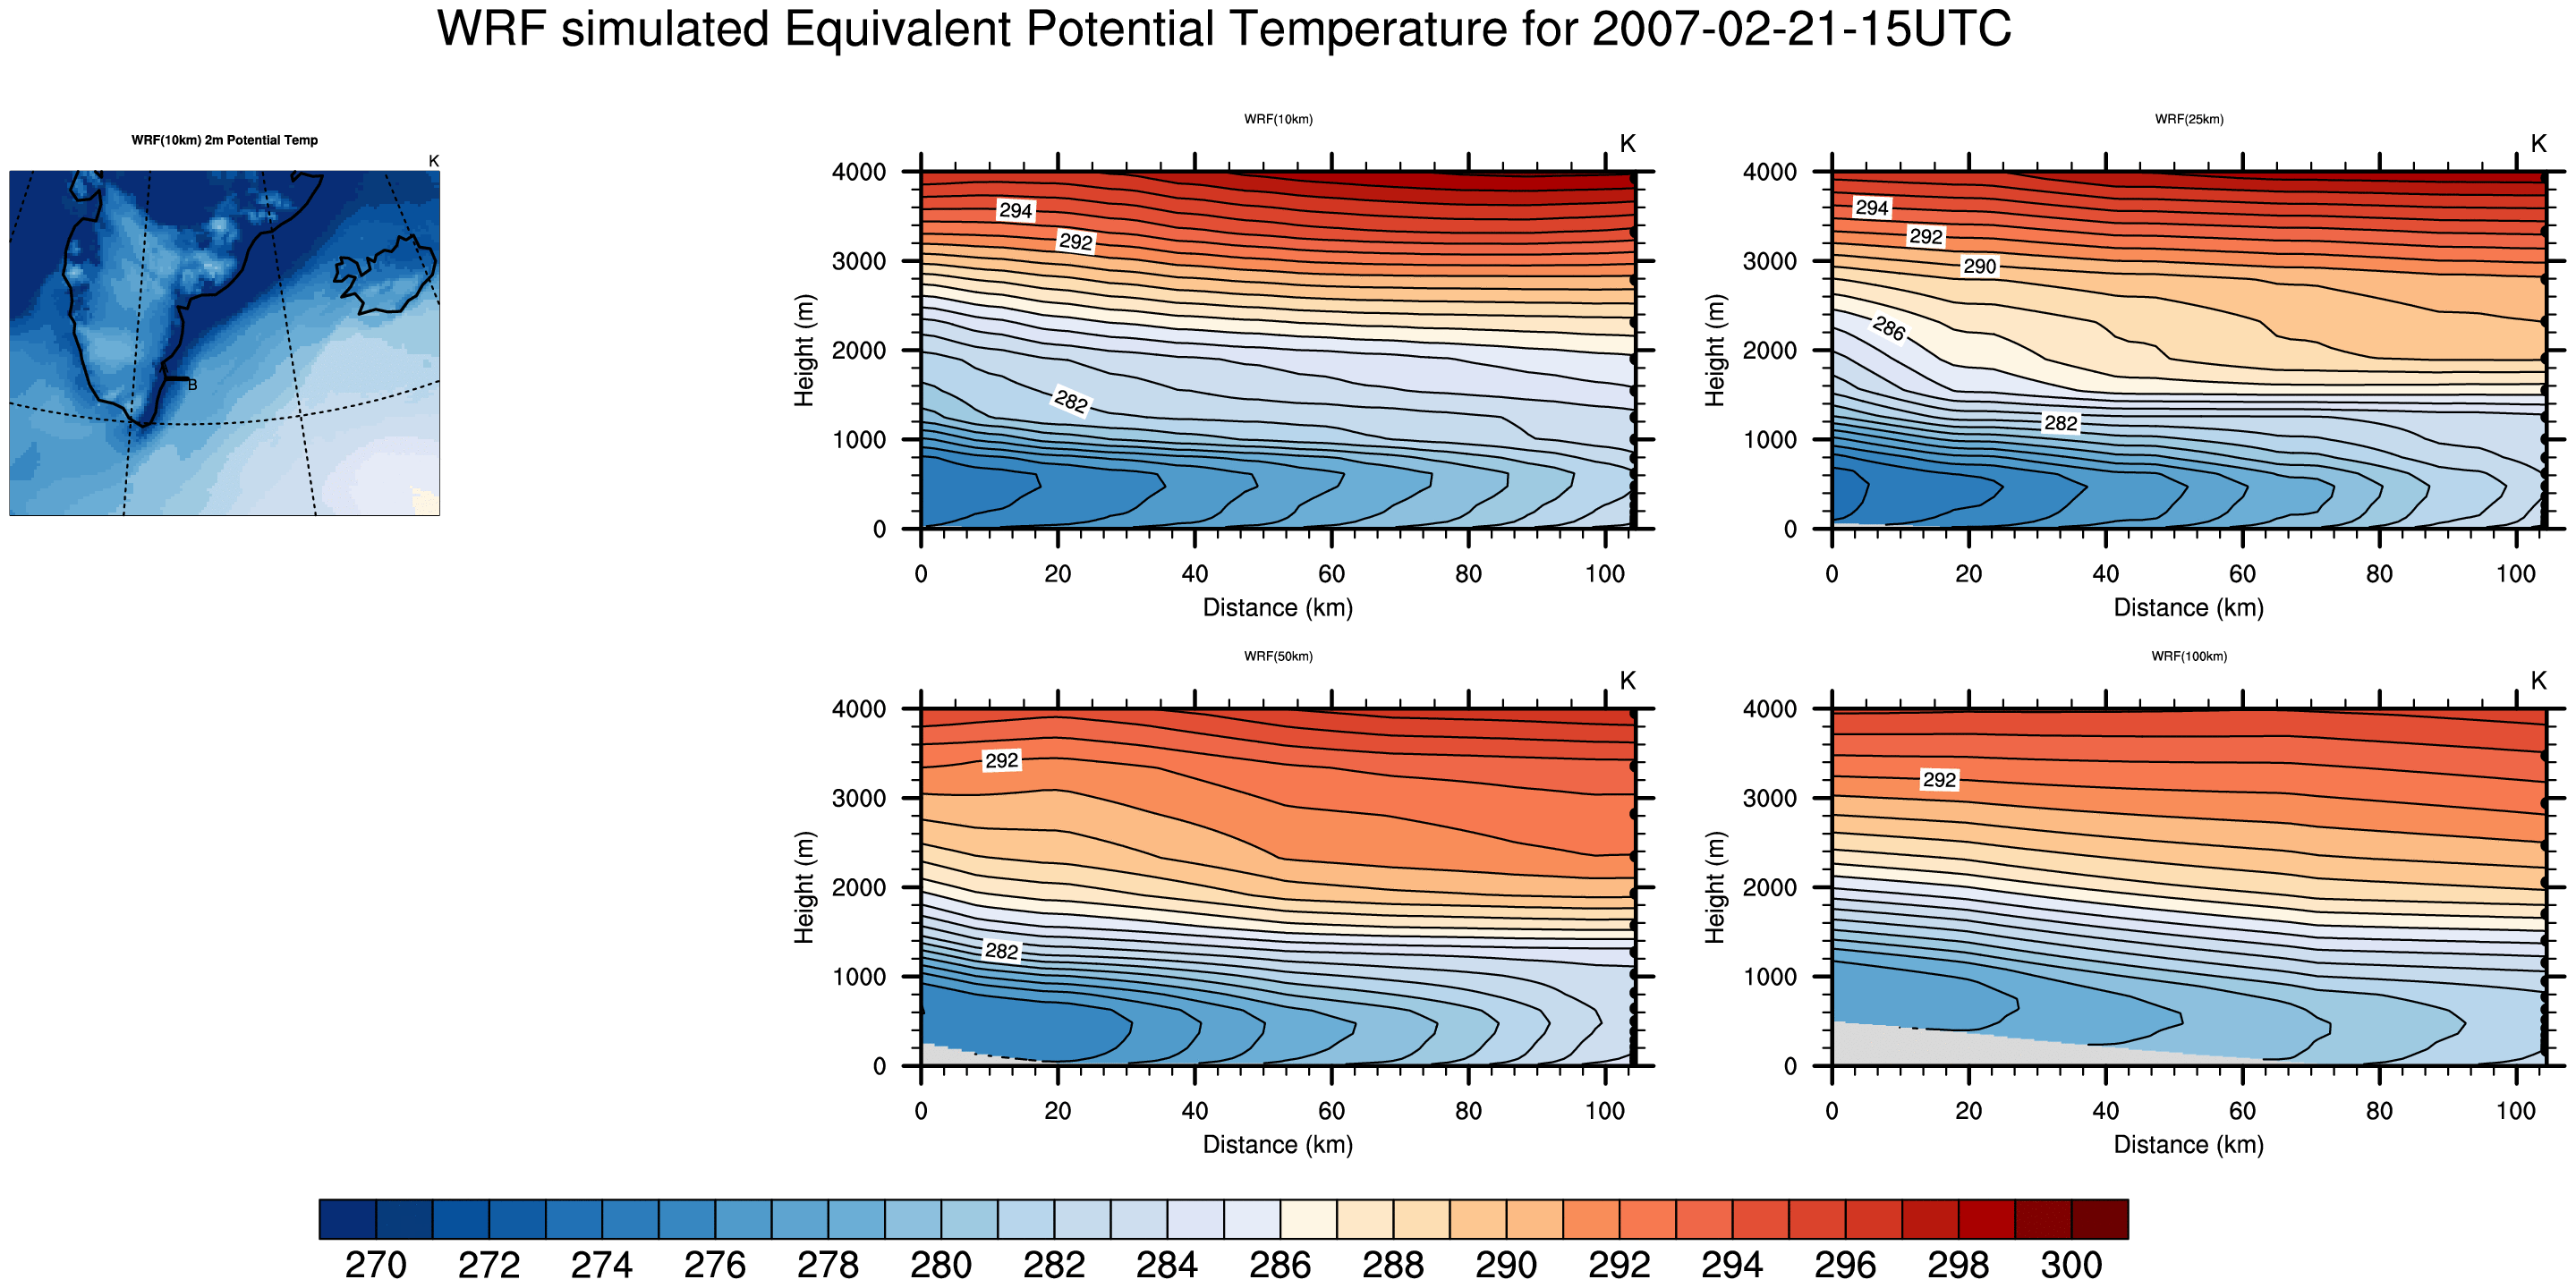 WRF simulated Equivalent Potential Temperature for 2007-02-21-15UTC
WRF(10km) 2m Potential Temp
K
A
B
WRF(10km)
K
4000
3000
2000
1000
0
Height (m)
294
292
282
0 20 40 60 80 100
Distance (km)
WRF(25km)
K
4000
3000
2000
1000
0
Height (m)
294
292
290
286
282
0 20 40 60 80 100
Distance (km)
WRF(50km)
K
4000
3000
2000
1000
0
Height (m)
292
282
0 20 40 60 80 100
Distance (km)
WRF(100km)
K
4000
3000
2000
1000
0
Height (m)
292
0 20 40 60 80 100
Distance (km)
270 272 274 276 278 280 282 284 286 288 290 292 294 296 298 300